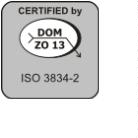 CERTIFIED by
DOM
ZO 13
ISO 3834-2